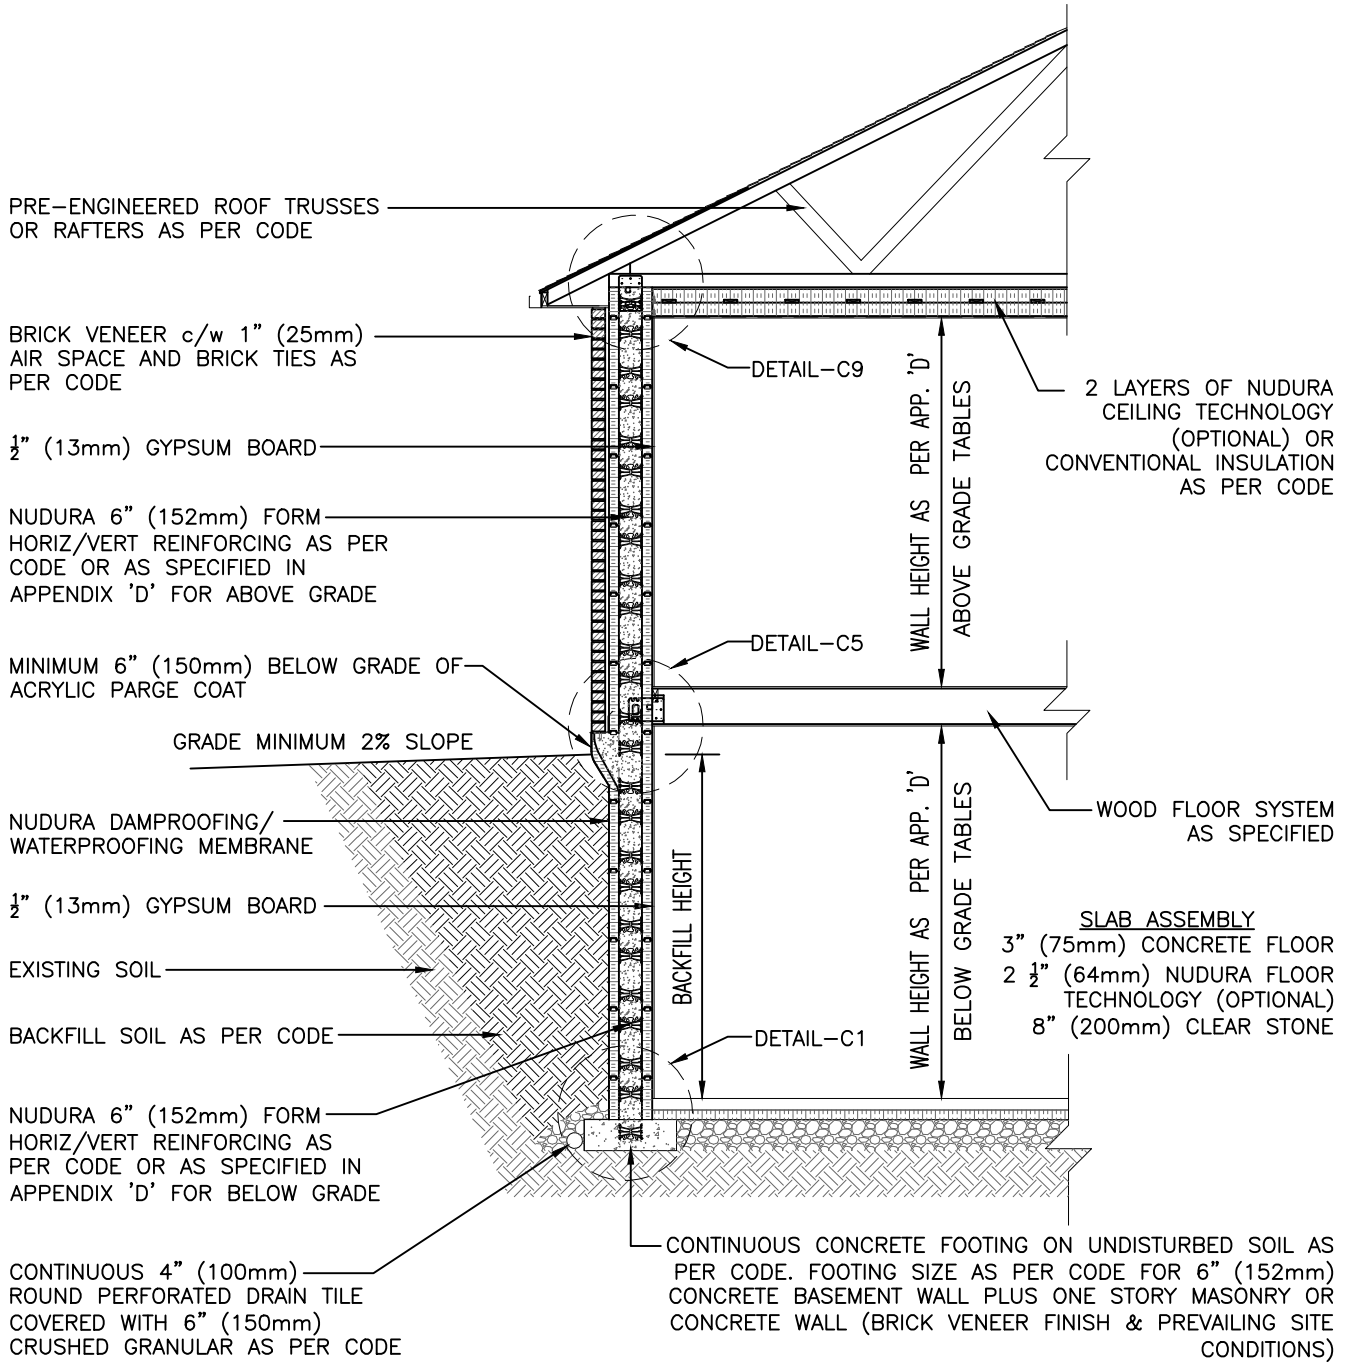 PRE-ENGINEERED ROOF TRUSSES
OR RAFTERS AS PER CODE
BRICK VENEER c/w 1" (25mm)
AIR SPACE AND BRICK TIES AS
PER CODE
DETAIL-C9
2 LAYERS OF NUDURA
CEILING TECHNOLOGY
(OPTIONAL) OR
CONVENTIONAL INSULATION
AS PER CODE
½" (13mm) GYPSUM BOARD
WALL HEIGHT AS PER APP. 'D'
ABOVE GRADE TABLES
NUDURA 6" (152mm) FORM
HORIZ/VERT REINFORCING AS PER
CODE OR AS SPECIFIED IN
APPENDIX 'D' FOR ABOVE GRADE
DETAIL-C5
MINIMUM 6" (150mm) BELOW GRADE OF
ACRYLIC PARGE COAT
GRADE MINIMUM 2% SLOPE
WOOD FLOOR SYSTEM
AS SPECIFIED
NUDURA DAMPROOFING/
WATERPROOFING MEMBRANE
BACKFILL HEIGHT
WALL HEIGHT AS PER APP. 'D'
BELOW GRADE TABLES
½" (13mm) GYPSUM BOARD
SLAB ASSEMBLY
3" (75mm) CONCRETE FLOOR
2 ½" (64mm) NUDURA FLOOR
TECHNOLOGY (OPTIONAL)
8" (200mm) CLEAR STONE
EXISTING SOIL
BACKFILL SOIL AS PER CODE
DETAIL-C1
NUDURA 6" (152mm) FORM
HORIZ/VERT REINFORCING AS
PER CODE OR AS SPECIFIED IN
APPENDIX 'D' FOR BELOW GRADE
CONTINUOUS 4" (100mm)
ROUND PERFORATED DRAIN TILE
COVERED WITH 6" (150mm)
CRUSHED GRANULAR AS PER CODE
CONTINUOUS CONCRETE FOOTING ON UNDISTURBED SOIL AS
PER CODE. FOOTING SIZE AS PER CODE FOR 6" (152mm)
CONCRETE BASEMENT WALL PLUS ONE STORY MASONRY OR
CONCRETE WALL (BRICK VENEER FINISH & PREVAILING SITE
CONDITIONS)